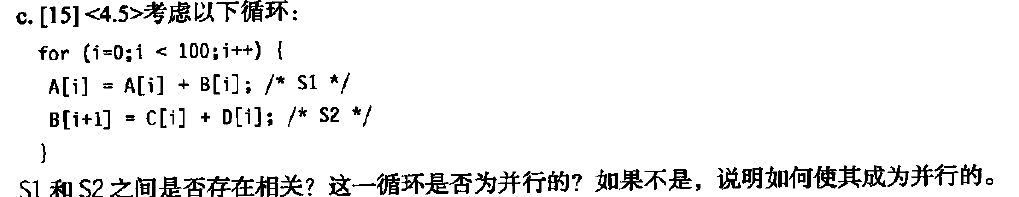 c. [15] <4.5>考虑以下循环：
for (i=0;i < 100;i++) {
A[i] = A[i] + B[i]; /* S1 */
B[i+1] = C[i] + D[i]; /* S2 */
}
S1 和 S2 之间是否存在相关？这一循环是否为并行的？如果不是，说明如何使其成为并行的。